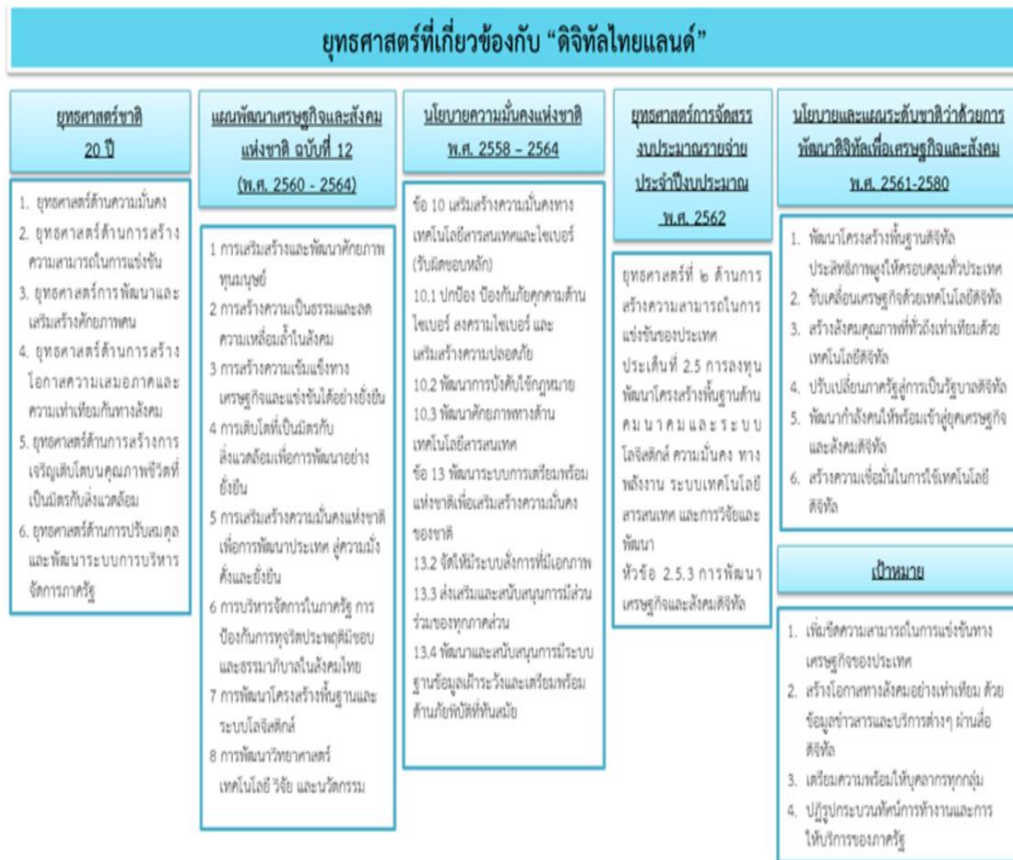 ยุทธศาสตร์ที่เกี่ยวข้องกับ “ดิจิทัลไทยแลนด์”
ยุทธศาสตร์ชาติ
20 ปี
1. ยุทธศาสตร์ด้านความมั่นคง
2. ยุทธศาสตร์ด้านการสร้าง
ความสามารถในการแข่งขัน
3. ยุทธศาสตร์การพัฒนาและ
เสริมสร้างศักยภาพคน
4. ยุทธศาสตร์ด้านการสร้าง
โอกาสความเสมอภาคและ
ความเท่าเทียมกันทางสังคม
5. ยุทธศาสตร์ด้านการสร้างการ
เจริญเติบโตบนคุณภาพชีวิตที่
เป็นมิตรกับสิ่งแวดล้อม
6. ยุทธศาสตร์ด้านการปรับสมดุล
และพัฒนาระบบการบริหาร
จัดการภาครัฐ
แผนพัฒนาเศรษฐกิจและสังคม
แห่งชาติ ฉบับที่ 12
(พ.ศ. 2560 - 2564)
1 การเสริมสร้างและพัฒนาศักยภาพ
ทุนมนุษย์
2 การสร้างความเป็นธรรมและลด
ความเหลื่อมล้ำในสังคม
3 การสร้างความเข้มแข็งทาง
เศรษฐกิจและแข่งขันได้อย่างยั่งยืน
4 การเติบโตที่เป็นมิตรกับ
สิ่งแวดล้อมเพื่อการพัฒนาอย่าง
ยั่งยืน
5 การเสริมสร้างความมั่นคงแห่งชาติ
เพื่อการพัฒนาประเทศ สู่ความมั่ง
คั่งและยั่งยืน
6 การบริหารจัดการในภาครัฐ การ
ป้องกันการทุจริตประพฤติมิชอบ
และธรรมาภิบาลในสังคมไทย
7 การพัฒนาโครงสร้างพื้นฐานและ
ระบบโลจิสติกส์
8 การพัฒนาวิทยาศาสตร์
เทคโนโลยี วิจัย และนวัตกรรม
นโยบายความมั่นคงแห่งชาติ
พ.ศ. 2558 – 2564
ข้อ 10 เสริมสร้างความมั่นคงทาง
เทคโนโลยีสารสนเทศและไซเบอร์
(รับผิดชอบหลัก)
10.1 ปกป้อง ป้องกันภัยคุกคามด้าน
ไซเบอร์ สงครามไซเบอร์ และ
เสริมสร้างความปลอดภัย
10.2 พัฒนาการบังคับใช้กฎหมาย
10.3 พัฒนาศักยภาพทางด้าน
เทคโนโลยีสารสนเทศ
ข้อ 13 พัฒนาระบบการเตรียมพร้อม
แห่งชาติเพื่อเสริมสร้างความมั่นคง
ของชาติ
13.2 จัดให้มีระบบสั่งการที่มีเอกภาพ
13.3 ส่งเสริมและสนับสนุนการมีส่วน
ร่วมของทุกภาคส่วน
13.4 พัฒนาและสนับสนุนการมีระบบ
ฐานข้อมูลเฝ้าระวังและเตรียมพร้อม
ด้านภัยพิบัติที่ทันสมัย
ยุทธศาสตร์การจัดสรร
งบประมาณรายจ่าย
ประจำปีงบประมาณ
พ.ศ. 2562
ยุทธศาสตร์ที่ ๒ ด้านการ
สร้างความสามารถในการ
แข่งขันของประเทศ
ประเด็นที่ 2.5 การลงทุน
พัฒนาโครงสร้างพื้นฐานด้าน
คมนาคมและระบบ
โลจิสติกส์ ความมั่นคง ทาง
พลังงาน ระบบเทคโนโลยี
สารสนเทศ และการวิจัยและ
พัฒนา
หัวข้อ 2.5.3 การพัฒนา
เศรษฐกิจและสังคมดิจิทัล
นโยบายและแผนระดับชาติว่าด้วยการ
พัฒนาดิจิทัลเพื่อเศรษฐกิจและสังคม
พ.ศ. 2561-2580
1. พัฒนาโครงสร้างพื้นฐานดิจิทัล
ประสิทธิภาพสูงให้ครอบคลุมทั่วประเทศ
2. ขับเคลื่อนเศรษฐกิจด้วยเทคโนโลยีดิจิทัล
3. สร้างสังคมคุณภาพที่ทั่วถึงเท่าเทียมด้วย
เทคโนโลยีดิจิทัล
4. ปรับเปลี่ยนภาครัฐสู่การเป็นรัฐบาลดิจิทัล
5. พัฒนากำลังคนให้พร้อมเข้าสู่ยุคเศรษฐกิจ
และสังคมดิจิทัล
6. สร้างความเชื่อมั่นในการใช้เทคโนโลยี
ดิจิทัล
เป้าหมาย
1. เพิ่มขีดความสามารถในการแข่งขันทาง
เศรษฐกิจของประเทศ
2. สร้างโอกาสทางสังคมอย่างเท่าเทียม ด้วย
ข้อมูลข่าวสารและบริการต่างๆ ผ่านสื่อ
ดิจิทัล
3. เตรียมความพร้อมให้บุคลากรทุกกลุ่ม
4. ปฏิรูปกระบวนทัศน์การทำงานและการ
ให้บริการของภาครัฐ